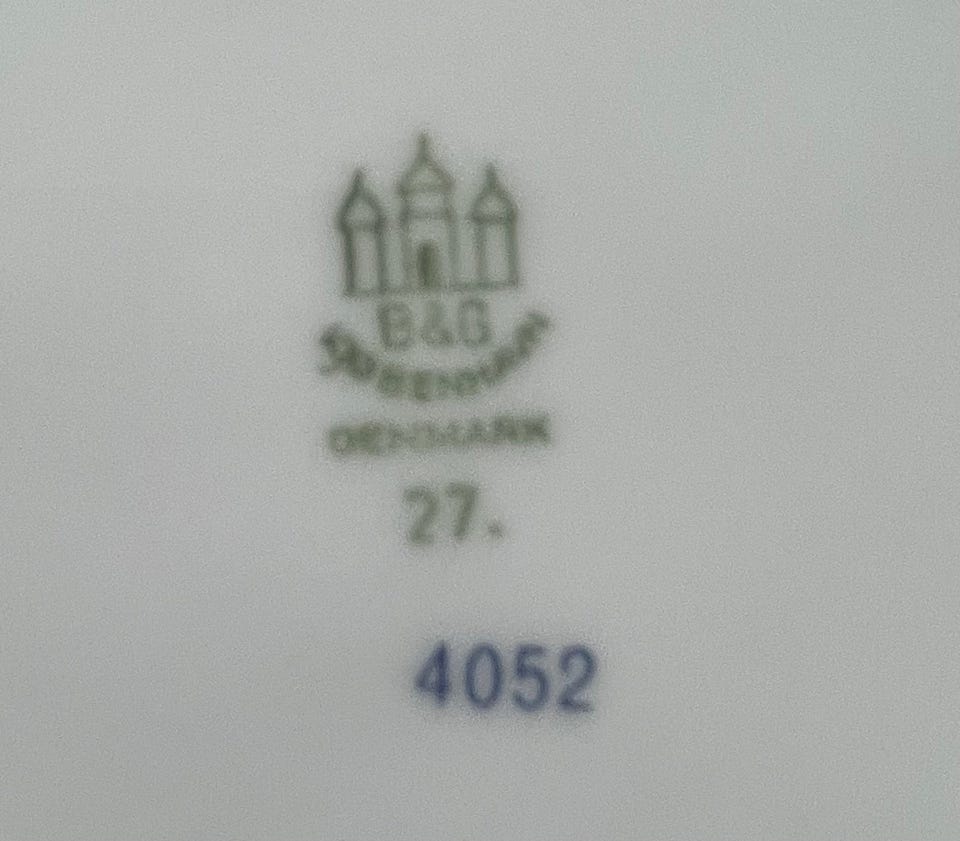 B&G
KJØBENHAVN
DENMARK
27.
4052